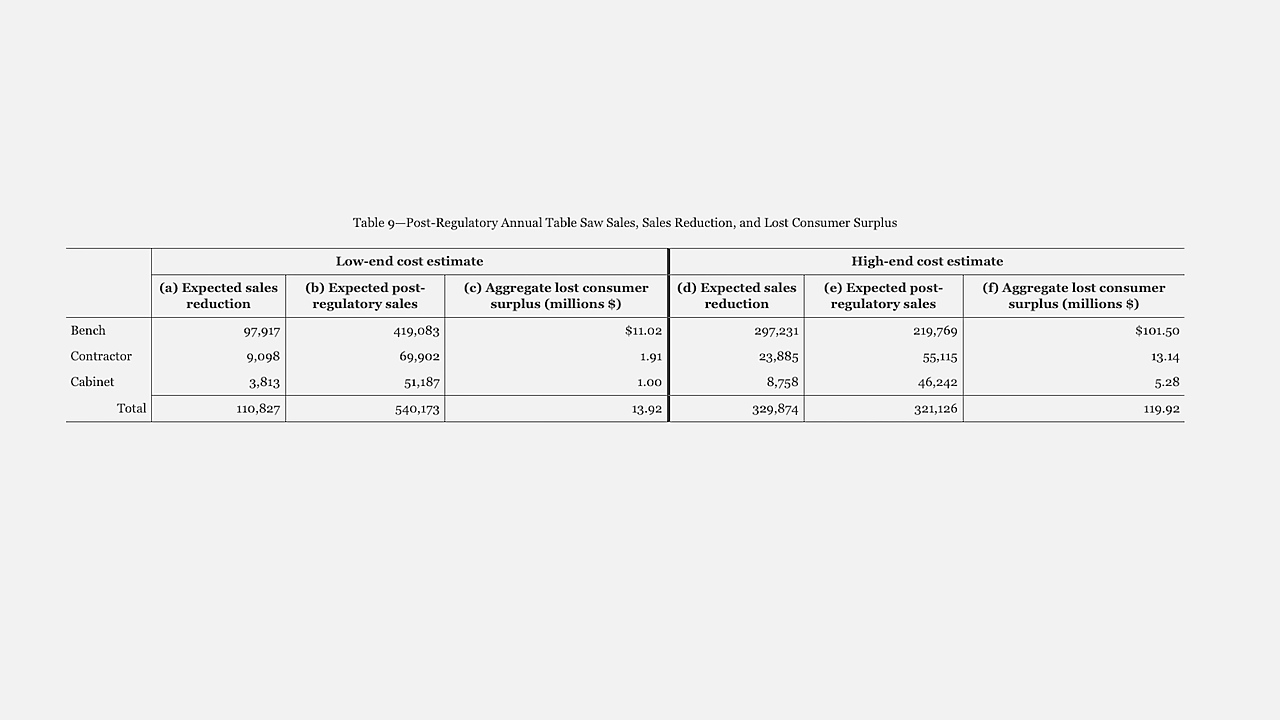 Table 9—Post-Regulatory Annual Table Saw Sales, Sales Reduction, and Lost Consumer Surplus
Low-end cost estimate High-end cost estimate
(a) Expected sales reduction (b) Expected post-regulatory sales (c) Aggregate lost consumer surplus (millions $) (d) Expected sales reduction (e) Expected post-regulatory sales (f) Aggregate lost consumer surplus (millions $)
Bench 97,917 419,083 $11.02 297,231 219,769 $101.50
Contractor 9,098 69,902 1.91 23,885 55,115 13.14
Cabinet 3,813 51,187 1.00 8,758 46,242 5.28
Total 110,827 540,173 13.92 329,874 321,126 119.92